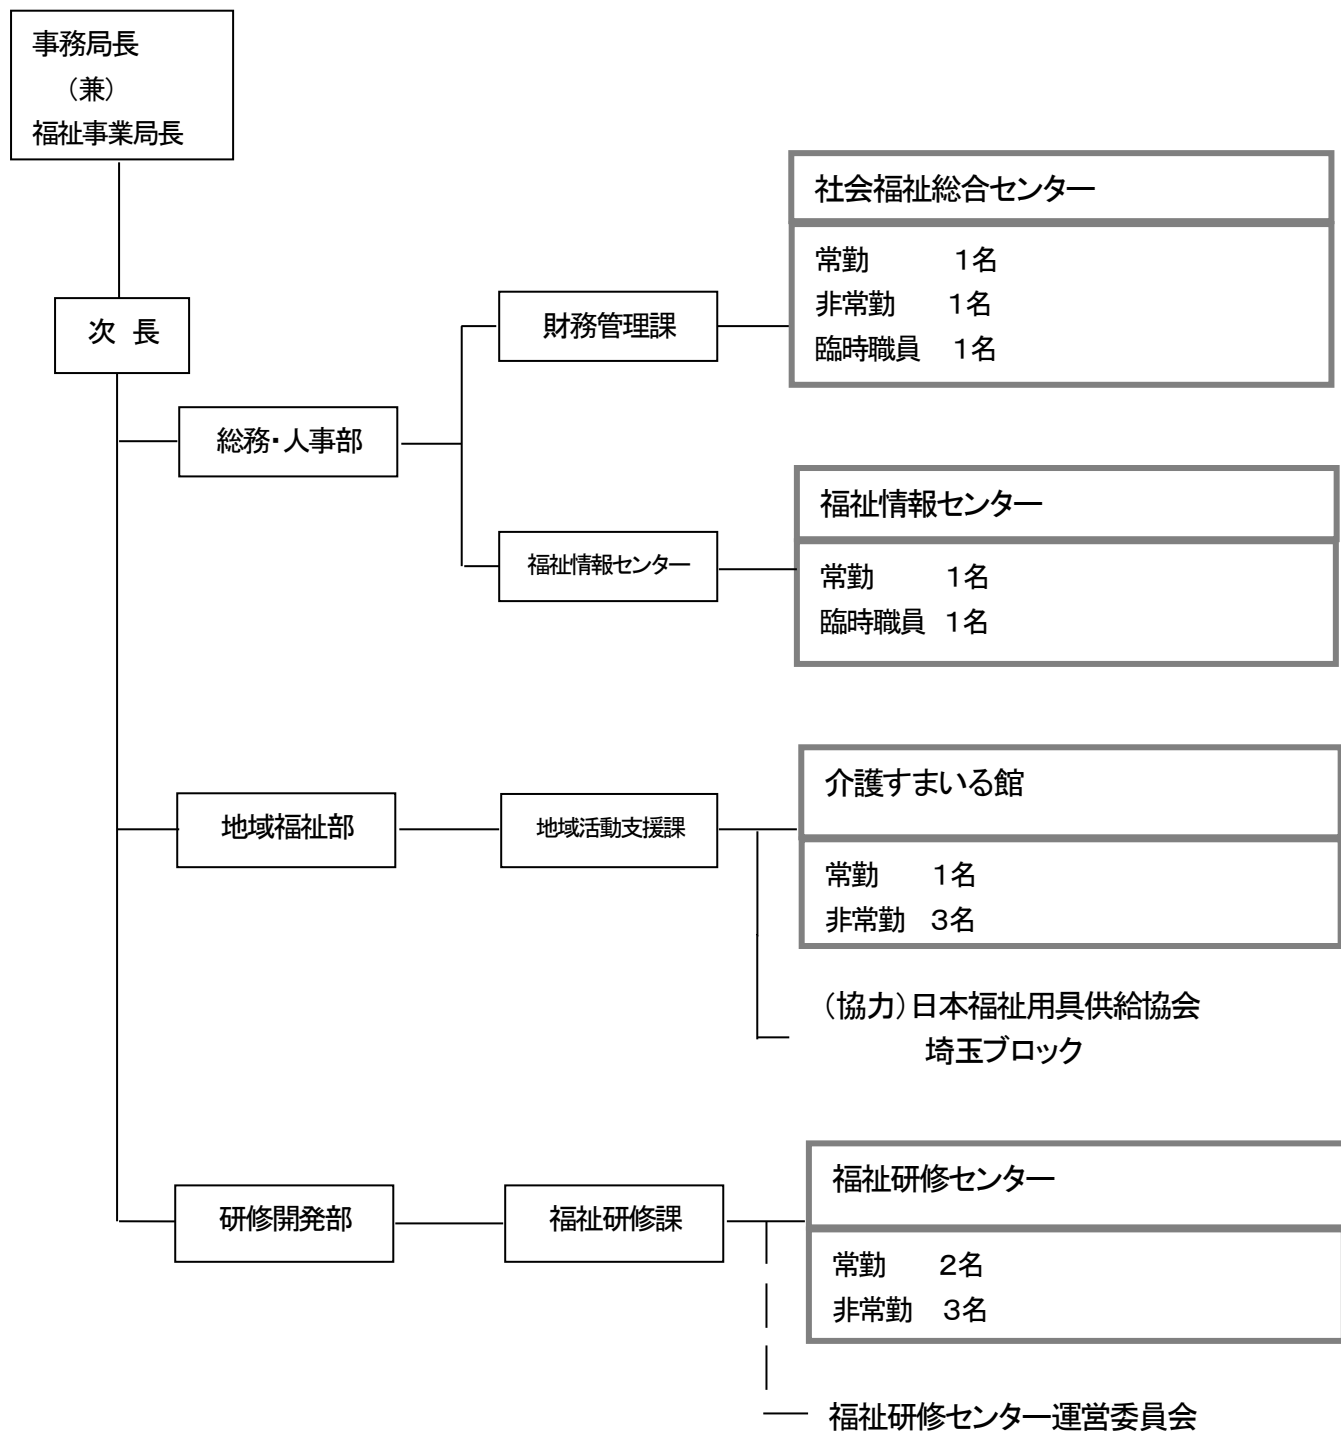 事務局長
（兼）
福祉事業局長
次 長
総務・人事部
財務管理課
社会福祉総合センター
常勤 1名
非常勤 1名
臨時職員 1名
福祉情報センター
福祉情報センター
常勤 1名
臨時職員 1名
地域福祉部
地域活動支援課
介護すまいる館
常勤 1名
非常勤 3名
（協力）日本福祉用具供給協会
埼玉ブロック
研修開発部
福祉研修課
福祉研修センター
常勤 2名
非常勤 3名
福祉研修センター運営委員会